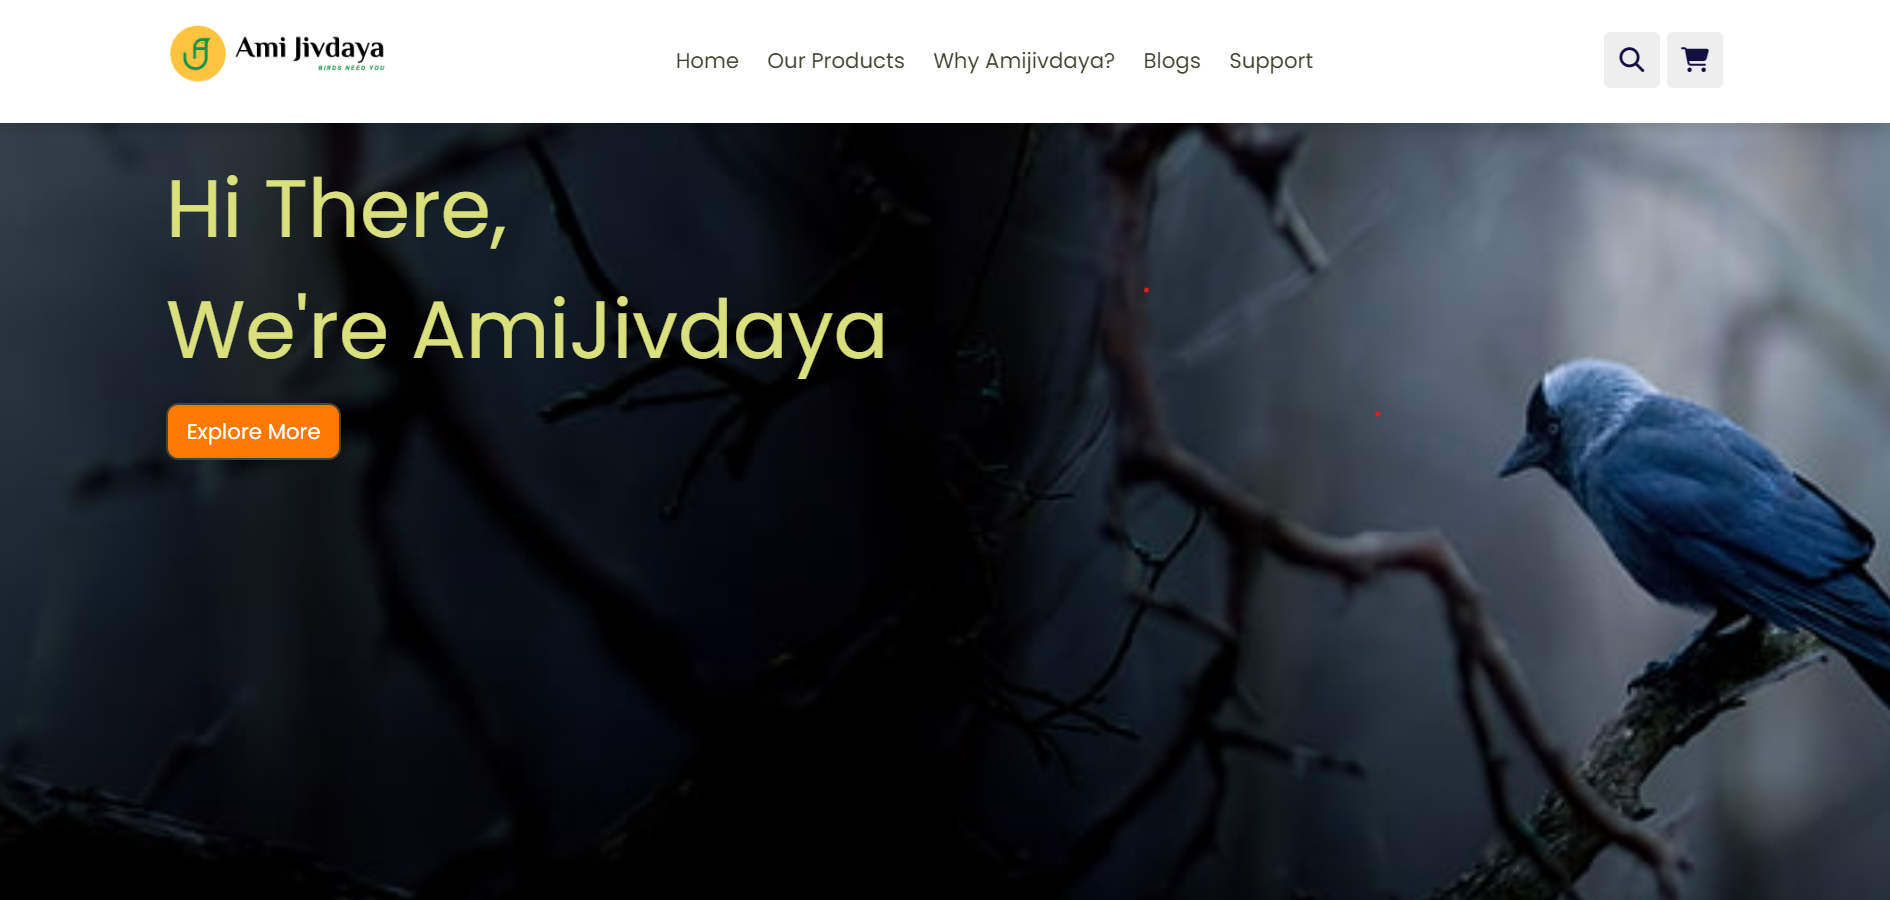 Ami Jivdaya
BIRDS NEED YOU
Home Our Products Why Amijivdaya? Blogs Support
Hi There,
We're AmiJivdaya
Explore More